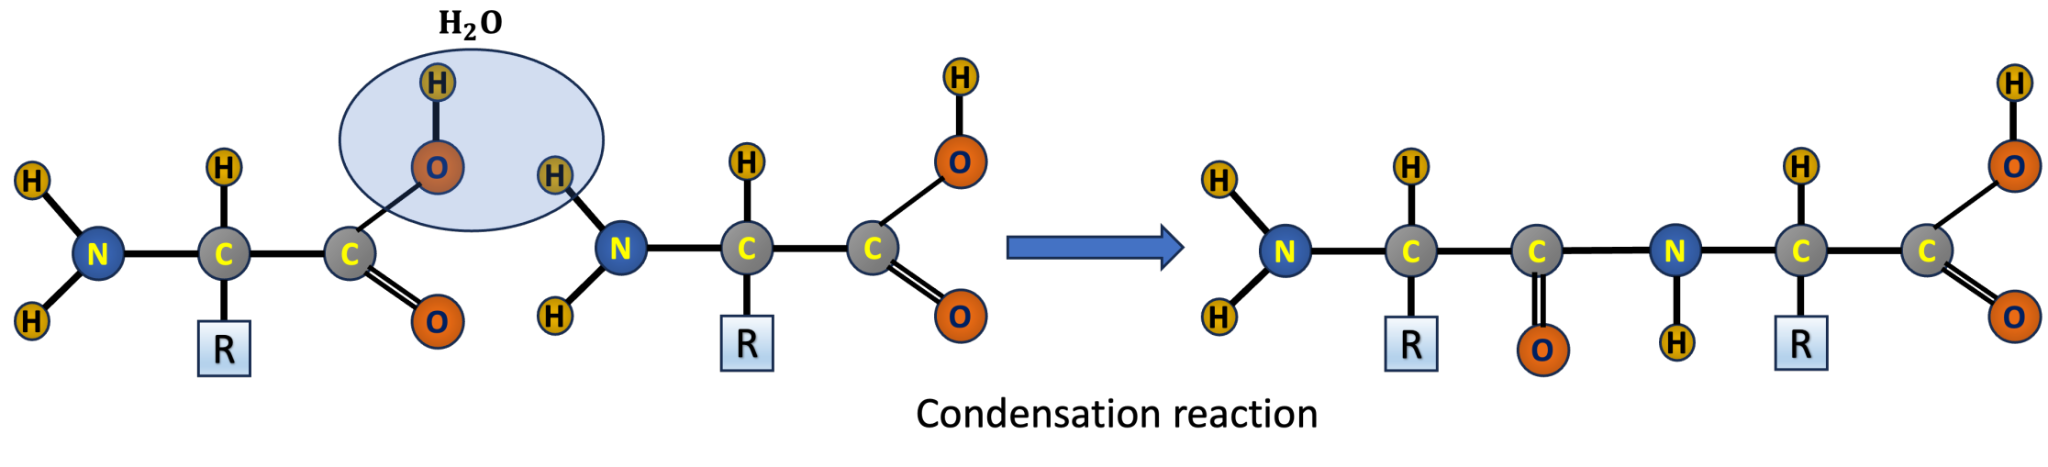 H₂O
H H H H
H O H O H H O
N C C N C C N C C N C C
H R O H R O H R O H R O
Condensation reaction